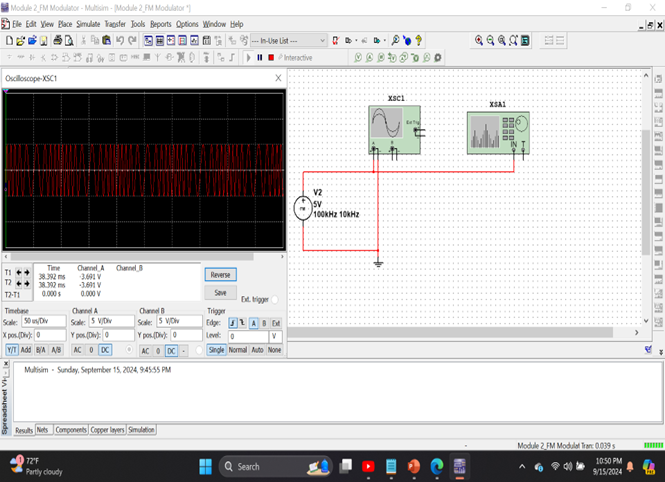 Module 2_FM Modulator - Multisim - [Module 2_FM Modulator *]
File Edit View Place Simulate Transfer Tools Reports Options Window Help
--- In-Use List ---
Interactive
Oscilloscope-XSC1
XSC1
Ext Trig
A B
XSA1
IN T
V2
5V
100kHz 10kHz
FM
Time Channel_A Channel_B
T1 38.392 ms -3.691 V
T2 38.392 ms -3.691 V
T2-T1 0.000 s 0.000 V
Reverse
Save
Ext. trigger
Timebase Channel A Channel B Trigger
Scale: 50 us/Div Scale: 5 V/Div Scale: 5 V/Div Edge: A B Ext
X pos.(Div): 0 Y pos.(Div): 0 Y pos.(Div): 0 Level: 0 V
Y/T Add B/A A/B AC 0 DC - AC 0 DC - Single Normal Auto None
Multisim - Sunday, September 15, 2024, 9:45:55 PM
Spreadsheet Vi
Results Nets Components Copper layers Simulation
Module 2_FM Modulat Tran: 0.039 s
1
72°F
Partly cloudy
Search
10:50 PM
9/15/2024